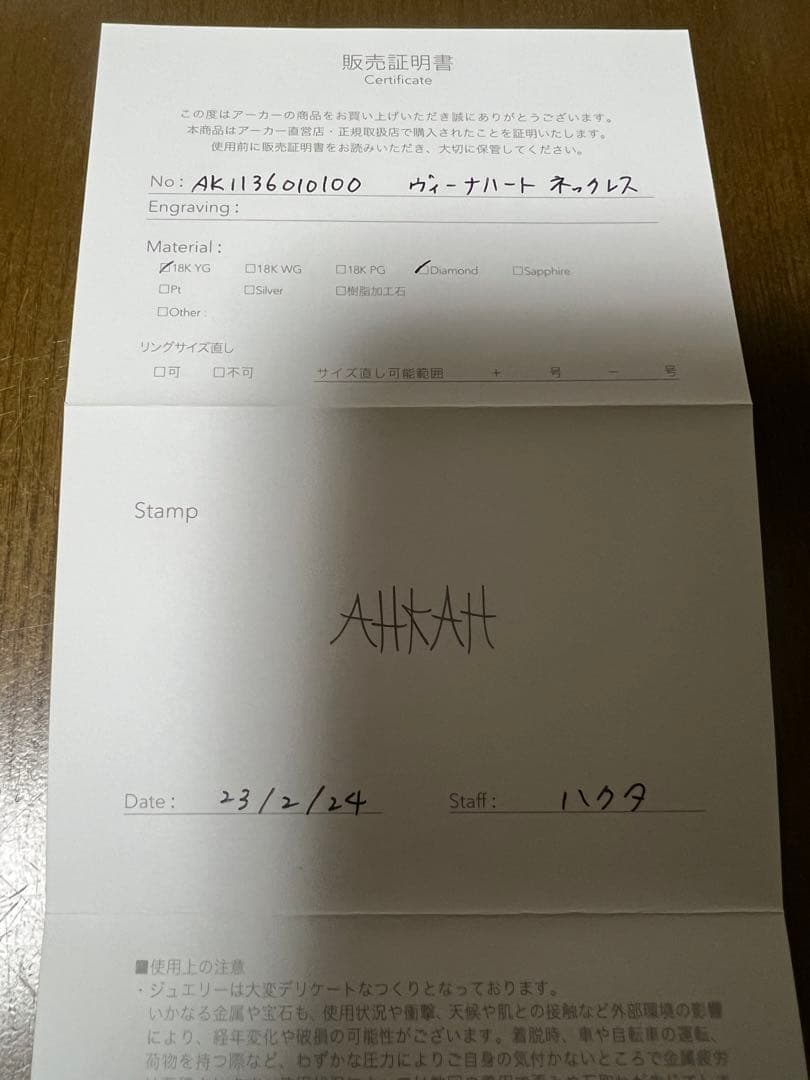 販売証明書
Certificate
この度はアーカーの商品をお買い上げいただき誠にありがとうございます。
本商品はアーカー直営店・正規取扱店で購入されたことを証明いたします。
使用前に販売証明書をお読みいただき、大切に保管してください。
No: AK1136010100 ヴィーナハート ネックレス
Engraving:
Material:
☑18K YG □18K WG □18K PG ☑Diamond □Sapphire
□Pt □Silver □樹脂加工石
□Other:
リングサイズ直し
□可 □不可 サイズ直し可能範囲 + 号 − 号
Stamp
AHKAH
Date: 23/2/24 Staff: ハクタ
■使用上の注意
・ジュエリーは大変デリケートなつくりとなっております。
いかなる金属や宝石も、使用状況や衝撃、天候や肌との接触など外部環境の影響
により、経年変化や破損の可能性がございます。着脱時、車や自転車の運転、
荷物を持つ際など、わずかな圧力によりご自身の気付かないところで金属疲労